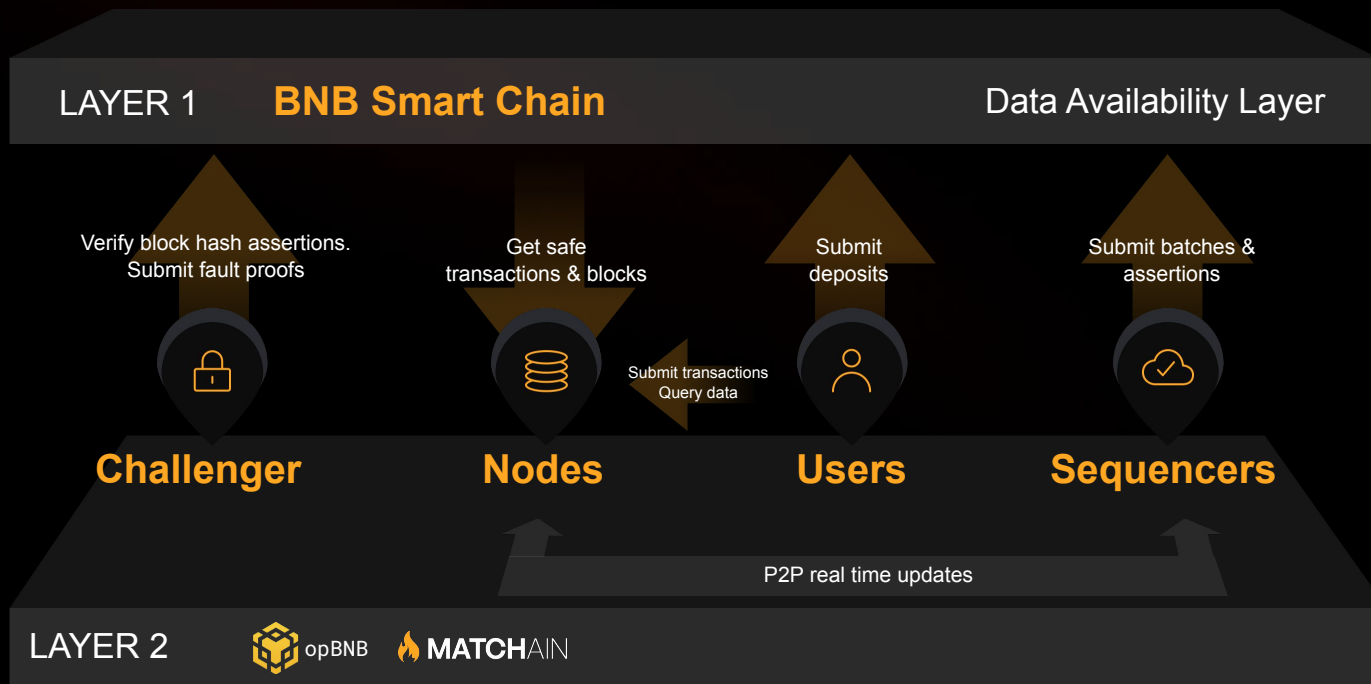 LAYER 1 BNB Smart Chain Data Availability Layer
Verify block hash assertions.
Submit fault proofs
Get safe
transactions & blocks
Submit
deposits
Submit batches &
assertions
Submit transactions
Query data
Challenger
Nodes
Users
Sequencers
P2P real time updates
LAYER 2 opBNB MATCHAIN